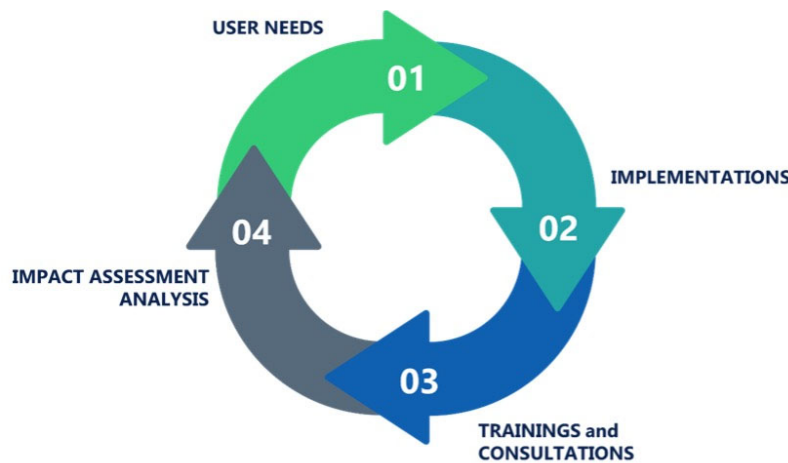 USER NEEDS
01
IMPLEMENTATIONS
02
03
TRAININGS and
CONSULTATIONS
04
IMPACT ASSESSMENT
ANALYSIS